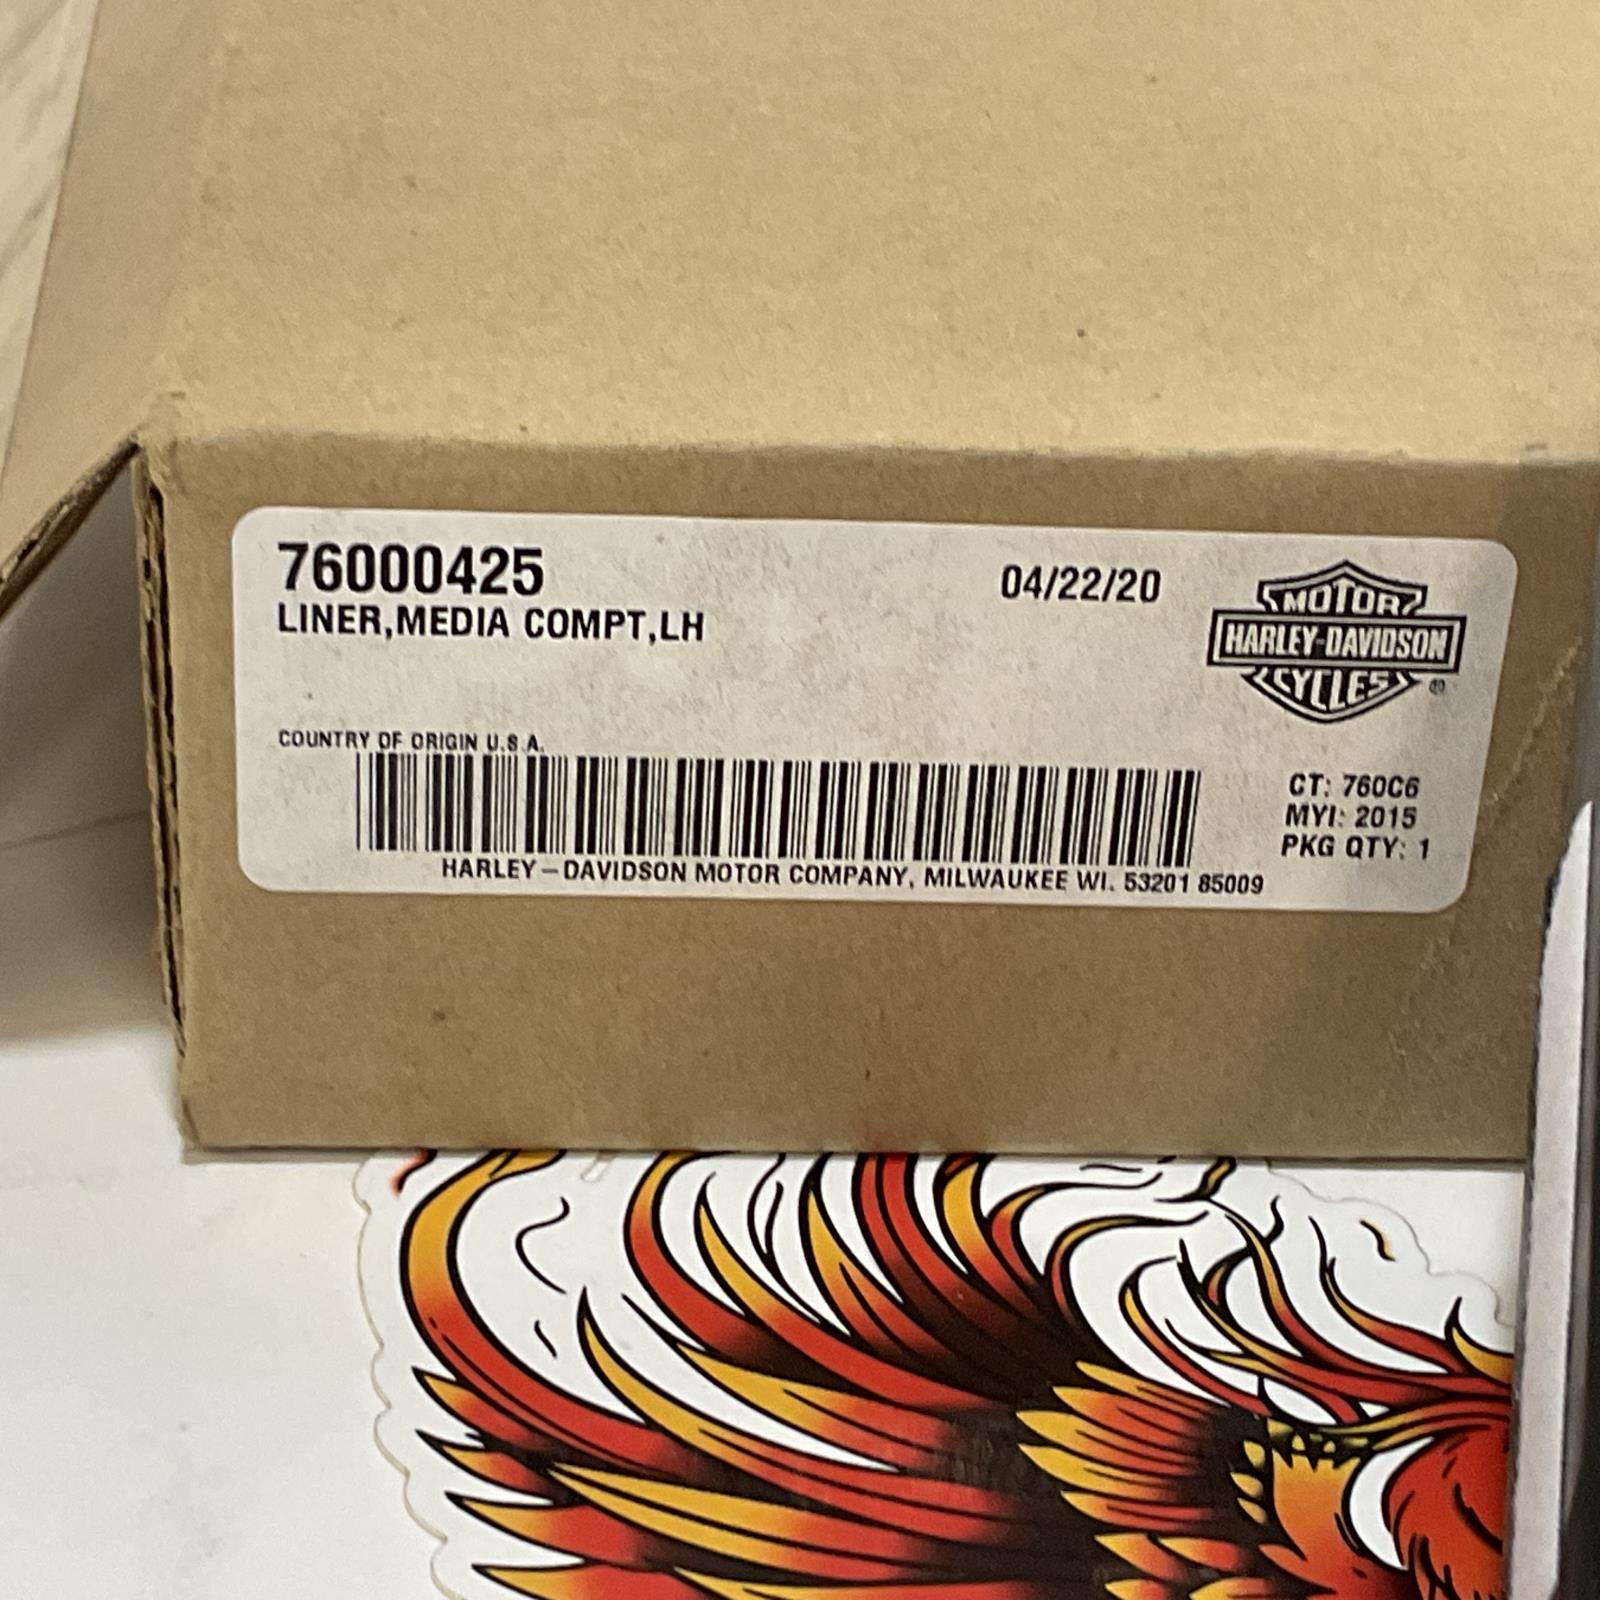 76000425
04/22/20
LINER,MEDIA COMPT,LH
MOTOR
HARLEY-DAVIDSON
CYCLES
®
COUNTRY OF ORIGIN U.S.A.
CT: 760C6
MYI: 2015
PKG QTY: 1
HARLEY-DAVIDSON MOTOR COMPANY, MILWAUKEE WI. 53201 85009